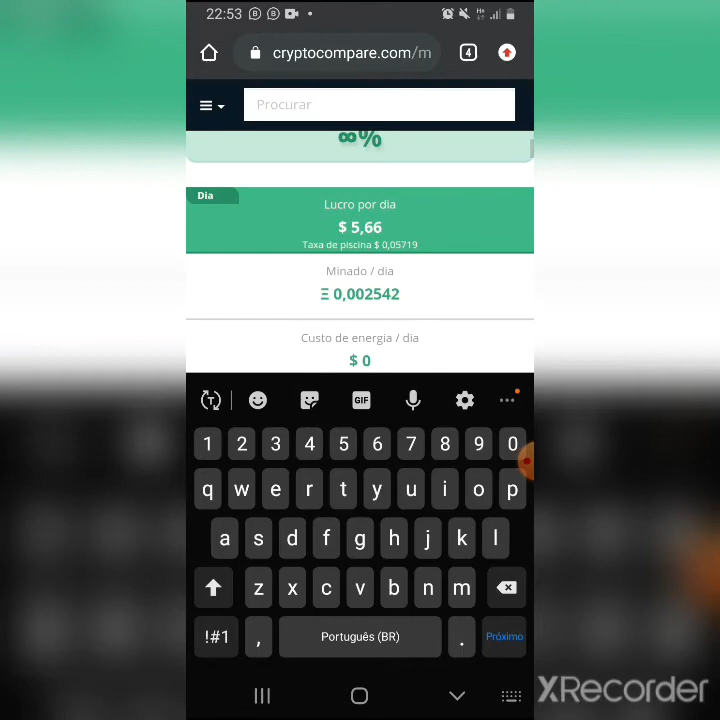 22:53
cryptocompare.com/m
4
Procurar
∞%
Dia
Lucro por dia
$ 5,66
Taxa de piscina $ 0,05719
Minado / dia
Ξ 0,002542
Custo de energia / dia
$ 0
T
GIF
1 2 3 4 5 6 7 8 9 0
q w e r t y u i o p
a s d f g h j k l
z x c v b n m
!#1 , Português (BR) . Próximo
XRecorder